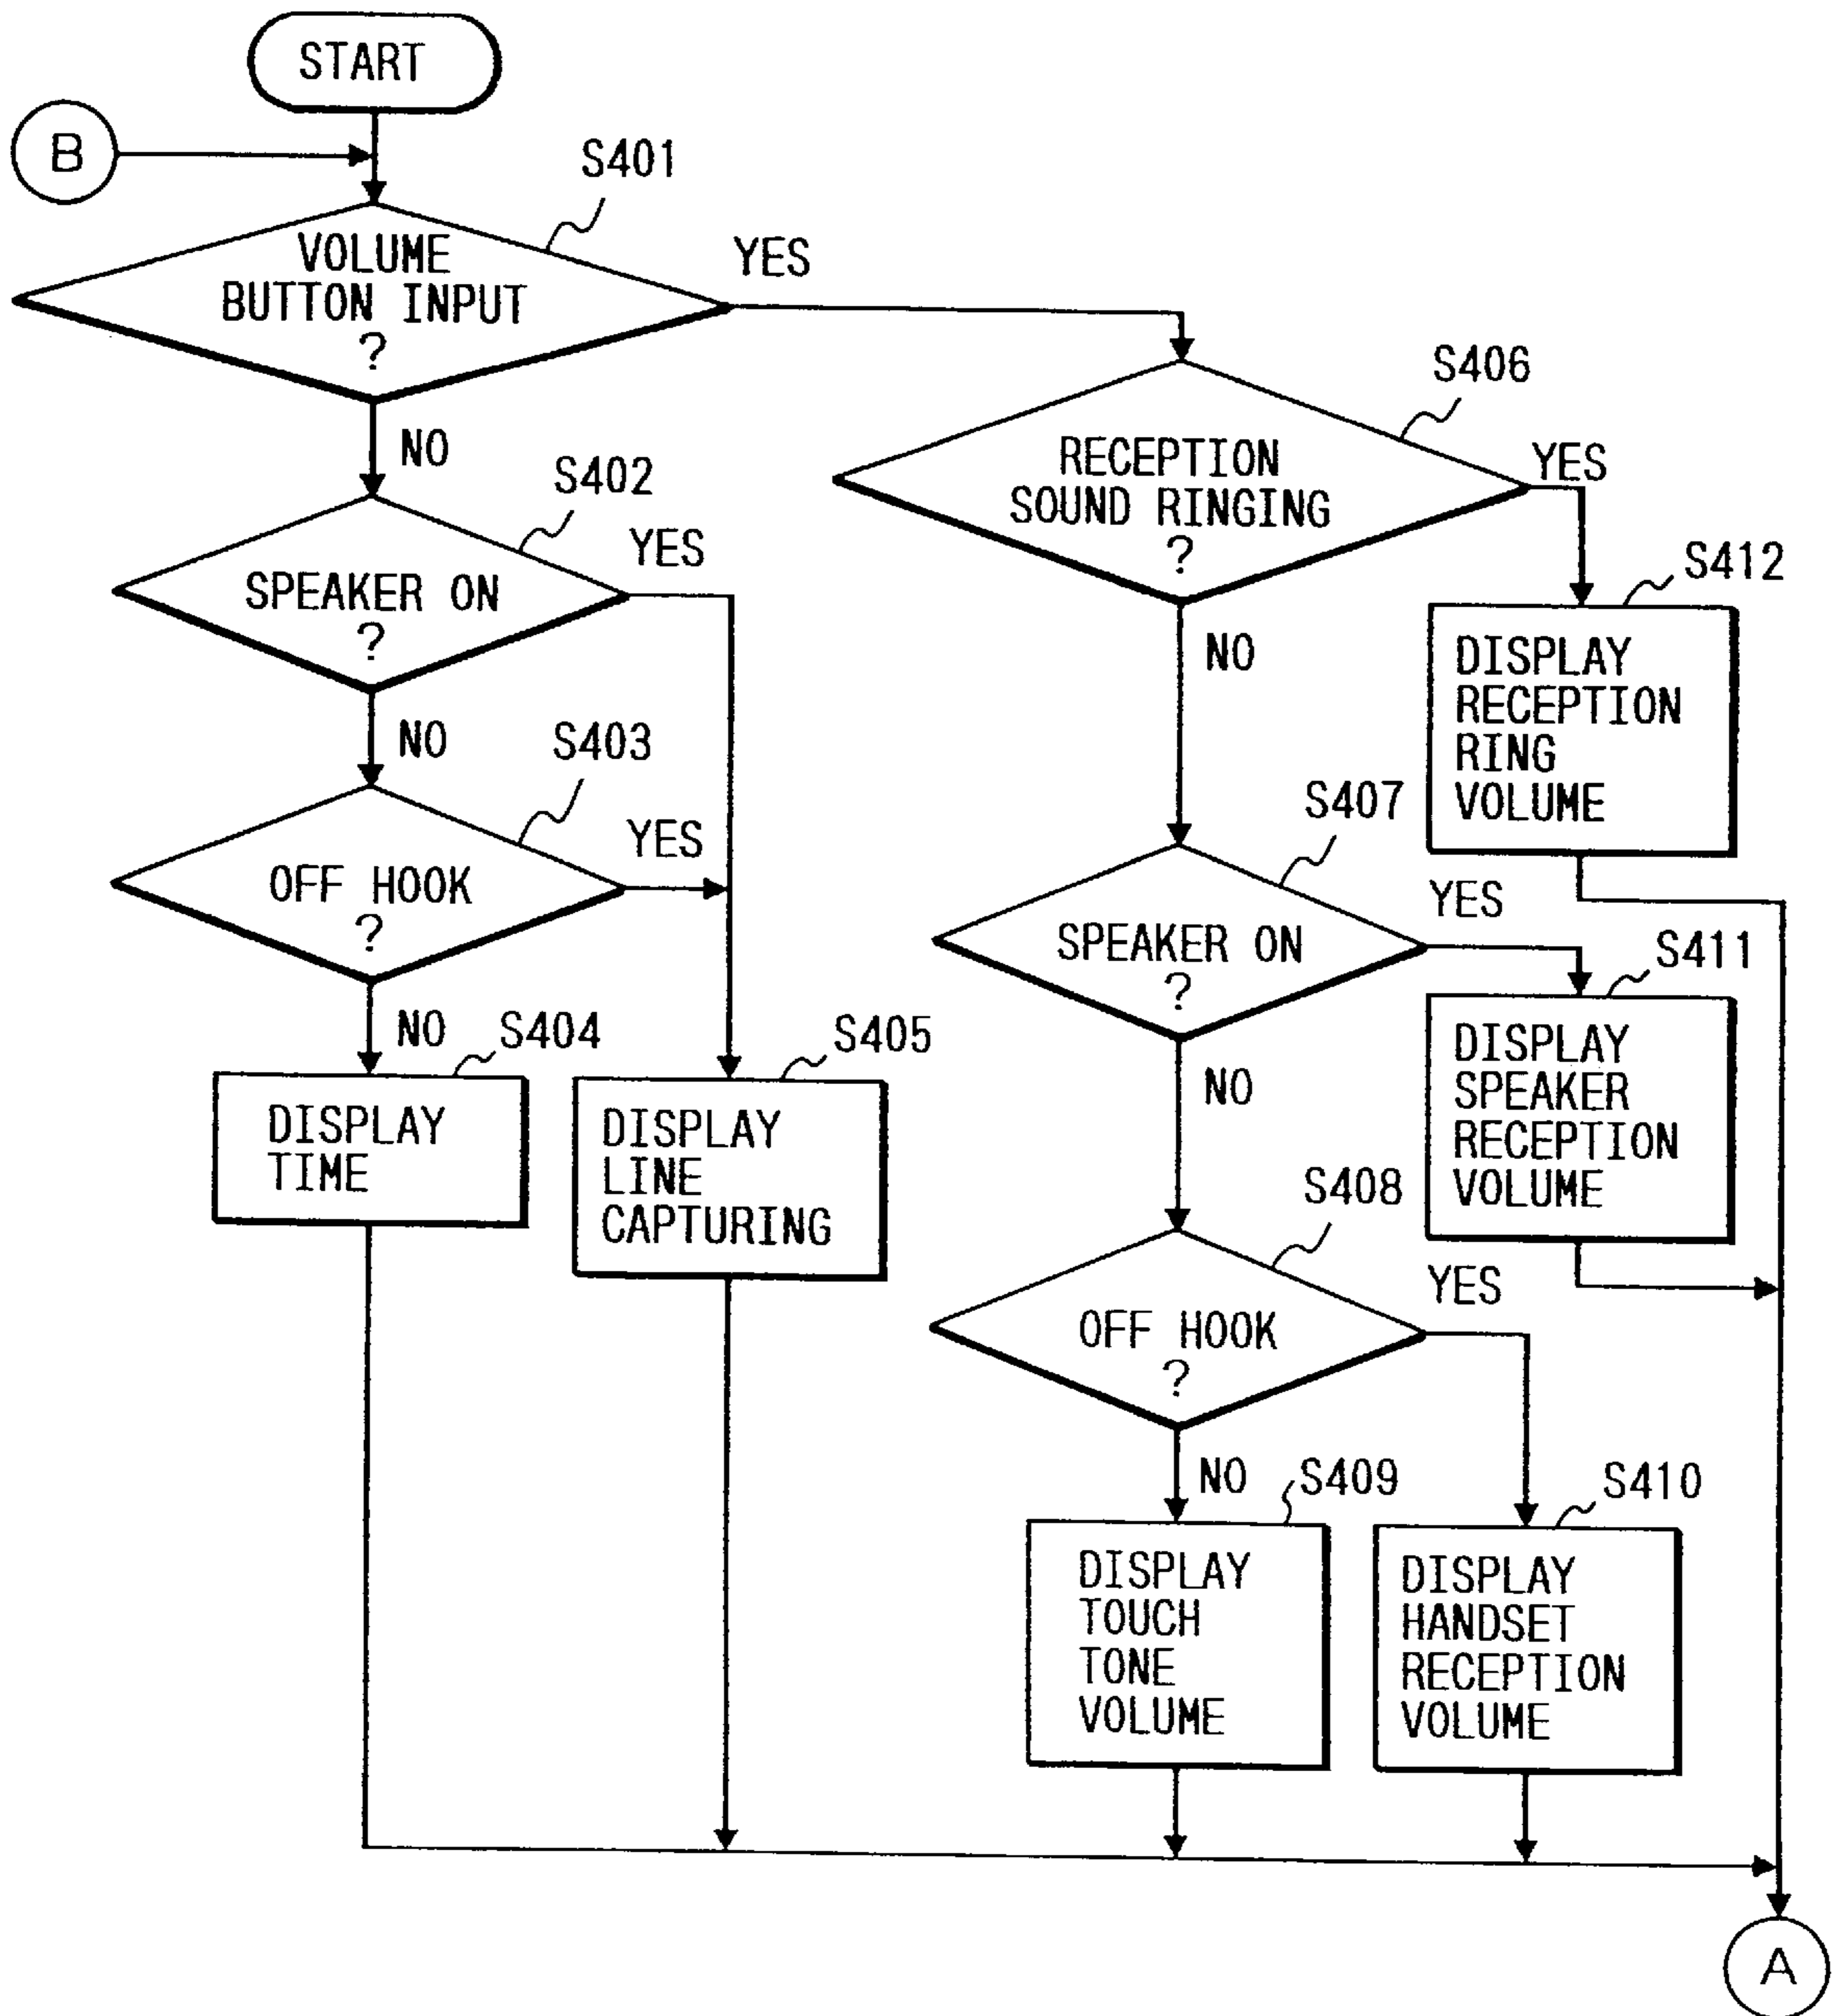 START
B
S401
VOLUME
BUTTON INPUT
?
YES
NO
S402
SPEAKER ON
?
YES
NO
S403
OFF HOOK
?
YES
NO
S404
DISPLAY
TIME
S405
DISPLAY
LINE
CAPTURING
S406
RECEPTION
SOUND RINGING
?
YES
NO
S412
DISPLAY
RECEPTION
RING
VOLUME
S407
SPEAKER ON
?
YES
NO
S411
DISPLAY
SPEAKER
RECEPTION
VOLUME
S408
OFF HOOK
?
YES
NO
S409
DISPLAY
TOUCH
TONE
VOLUME
S410
DISPLAY
HANDSET
RECEPTION
VOLUME
A